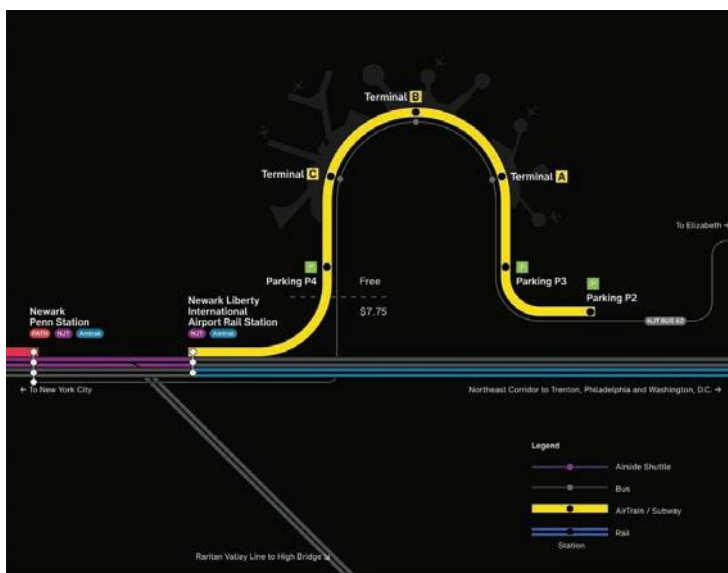 Terminal B
Terminal C
Terminal A
To Elizabeth →
P
Parking P4
Free
$7.75
P
Parking P3
P
Parking P2
NJT BUS 62
Newark
Penn Station
PATH NJT Amtrak
Newark Liberty
International
Airport Rail Station
NJT Amtrak
← To New York City
Northeast Corridor to Trenton, Philadelphia and Washington, D.C. →
Raritan Valley Line to High Bridge ↘
Legend
Airside Shuttle
Bus
AirTrain / Subway
Rail
Station